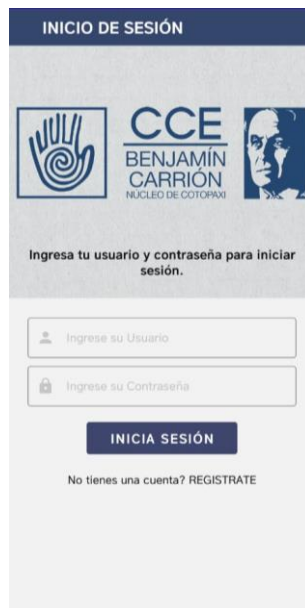 INICIO DE SESIÓN
CCE
BENJAMÍN
CARRIÓN
NÚCLEO DE COTOPAXI
Ingresa tu usuario y contraseña para iniciar
sesión.
Ingrese su Usuario
Ingrese su Contraseña
INICIA SESIÓN
No tienes una cuenta? REGISTRATE